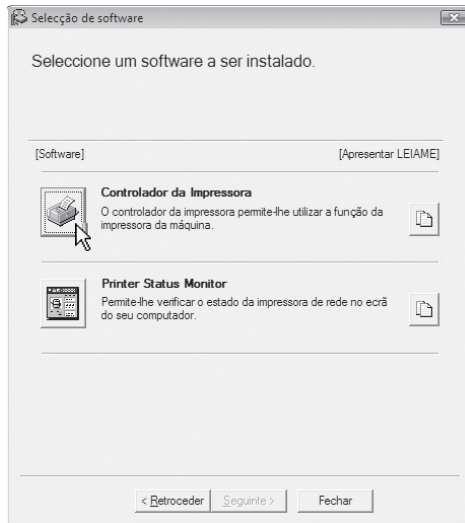 Selecção de software
Seleccione um software a ser instalado.
[Software] [Apresentar LEIAME]
Controlador da Impressora
O controlador da impressora permite-lhe utilizar a função da
impressora da máquina.
Printer Status Monitor
Permite-lhe verificar o estado da impressora de rede no ecrã
do seu computador.
< Retroceder Seguinte > Fechar